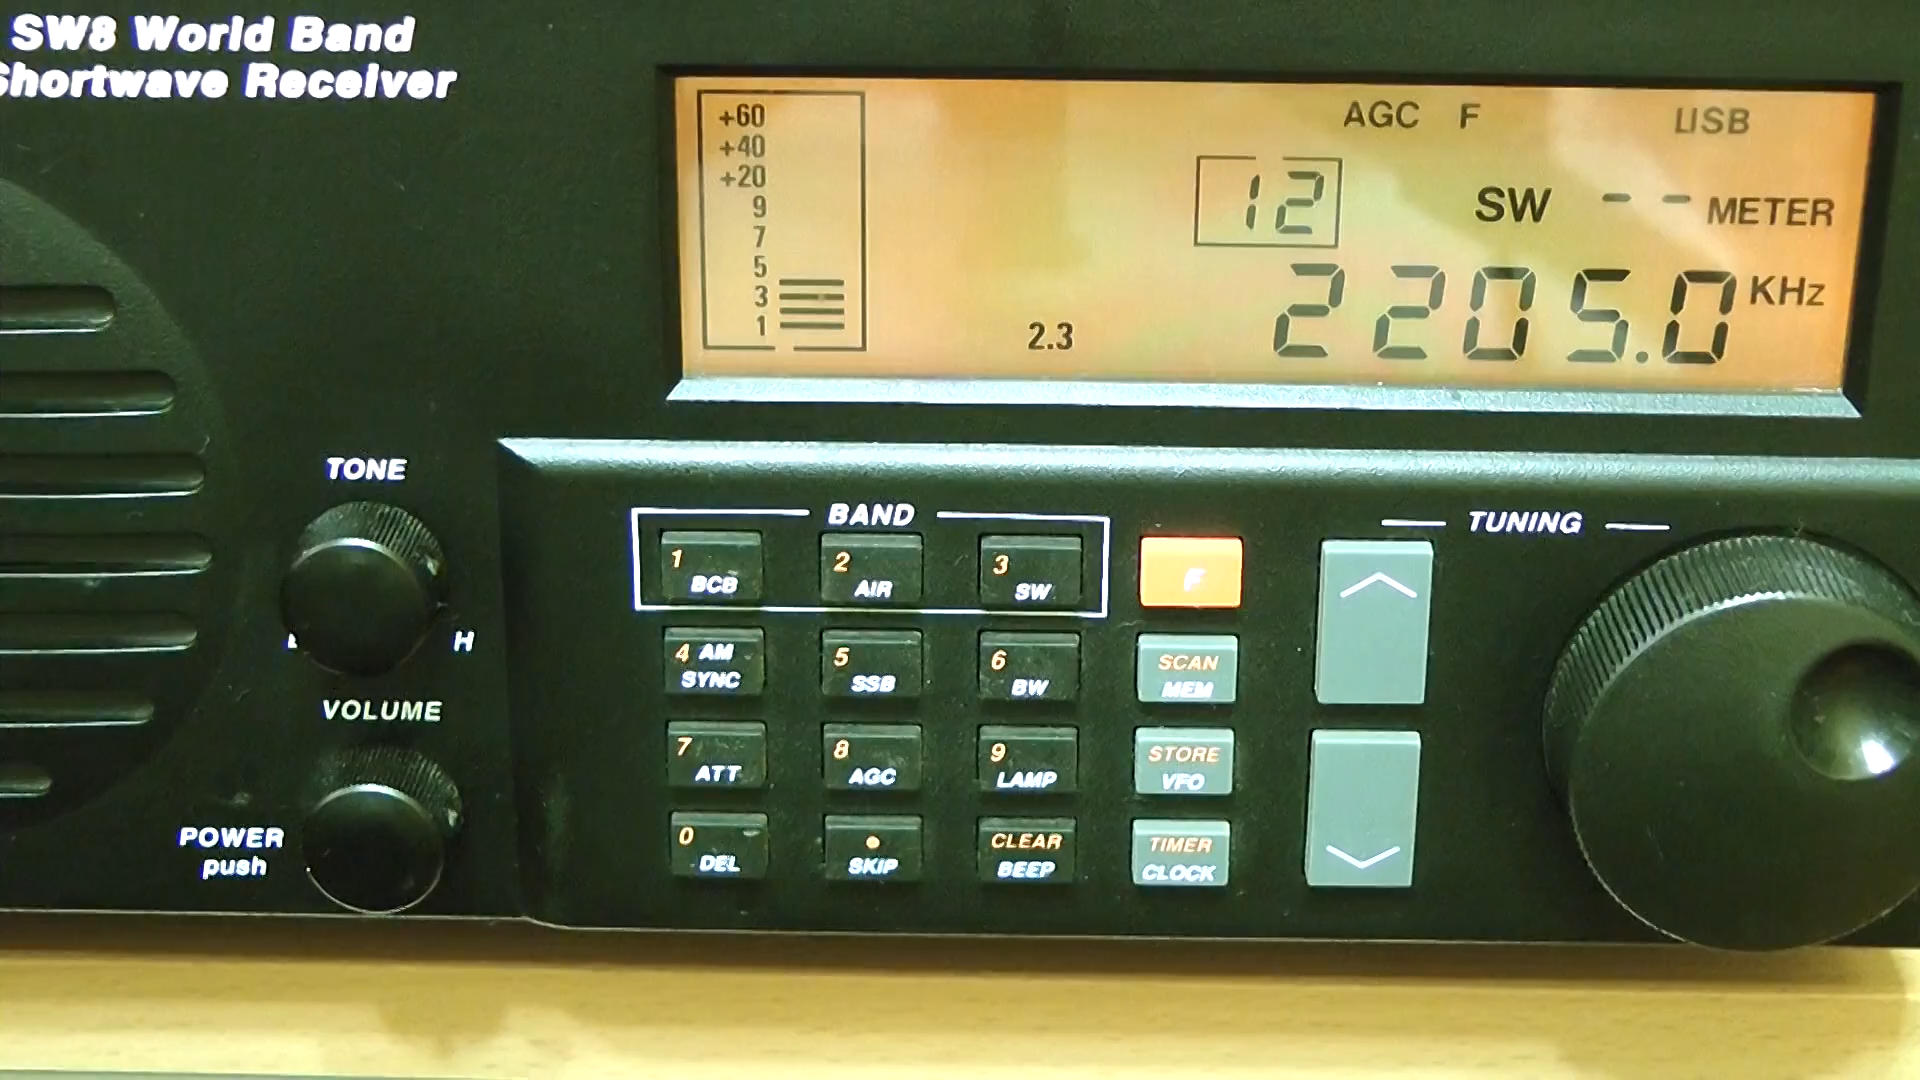 SW8 World Band
Shortwave Receiver
+60
+40
+20
9
7
5
3
1
AGC F USB
12
SW -- METER
2205.0 KHz
2.3
TONE
H
VOLUME
POWER
push
BAND
1 BCB
2 AIR
3 SW
F
4 AM SYNC
5 SSB
6 BW
SCAN
MEM
7 ATT
8 AGC
9 LAMP
STORE
VFO
0 DEL
• SKIP
CLEAR
BEEP
TIMER
CLOCK
TUNING